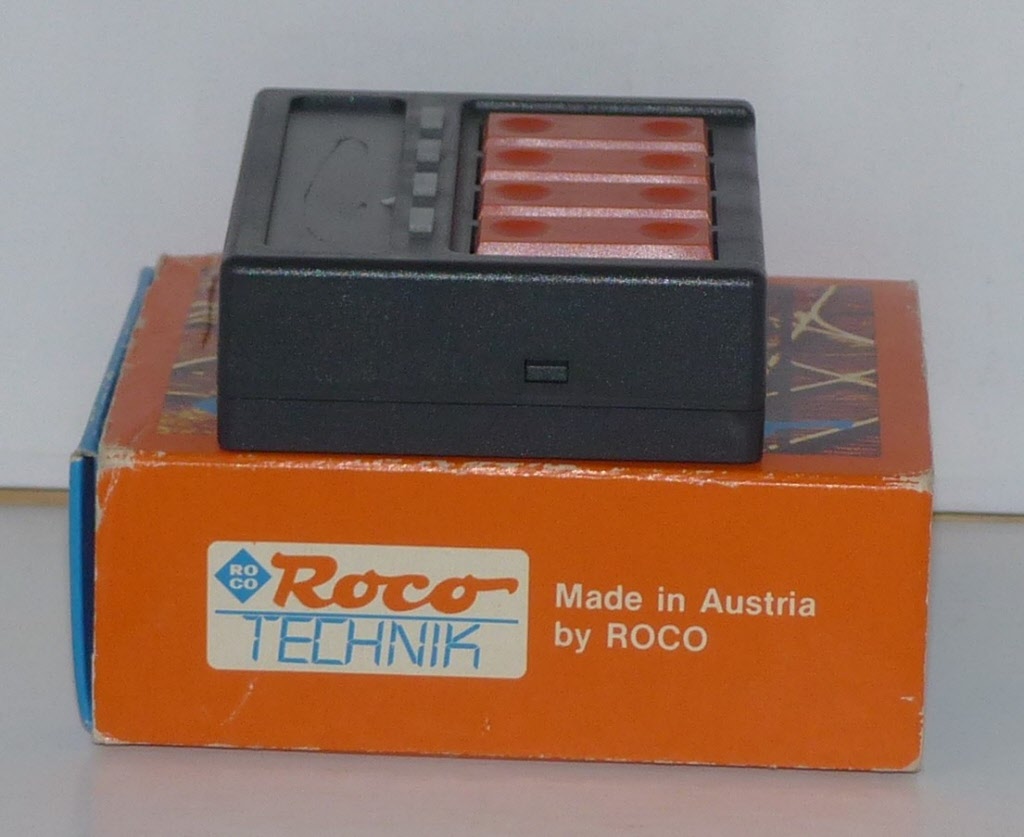 RO
CO
Roco
TECHNIK
Made in Austria
by ROCO